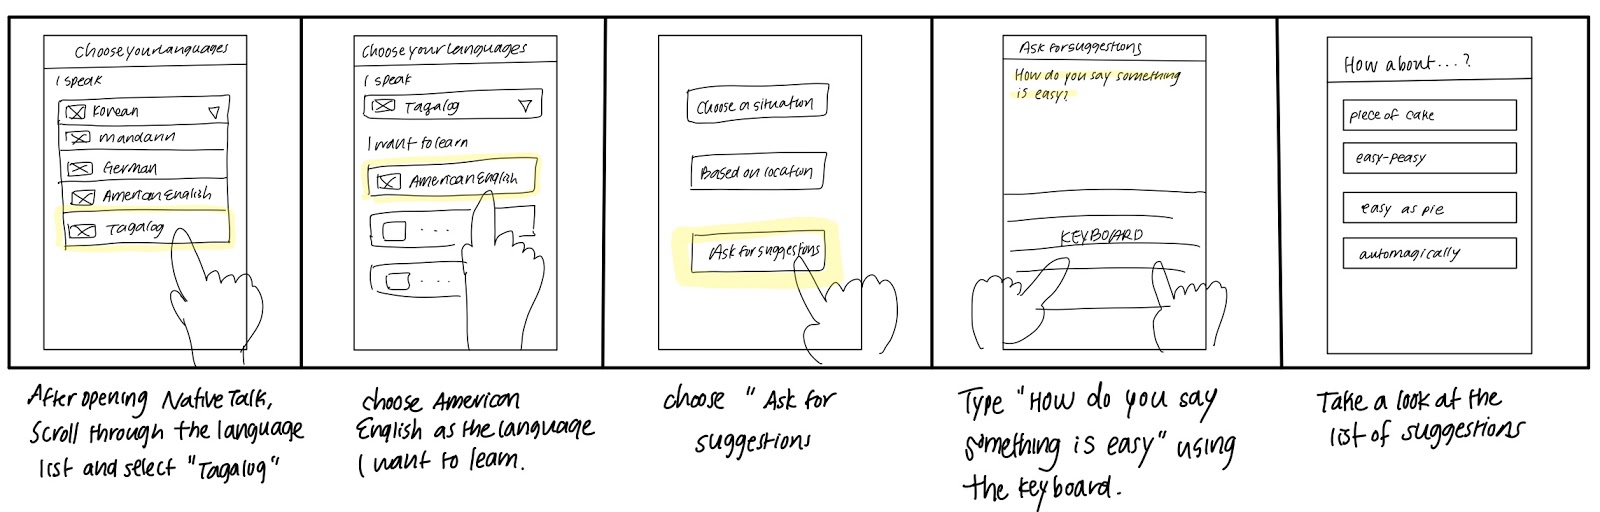 Choose your languages
I speak
Korean
Mandarin
German
American English
Tagalog
After opening Native Talk,
Scroll through the language
list and select "Tagalog"
Choose your languages
I speak
Tagalog
I want to learn
American English
...
...
choose American
English as the language
I want to learn.
Choose a situation
Based on location
Ask for suggestions
choose "Ask for
suggestions
Ask for suggestions
How do you say something
is easy?
KEYBOARD
Type "How do you say
something is easy" using
the keyboard.
How about...?
piece of cake
easy-peasy
easy as pie
automagically
Take a look at the
list of suggestions